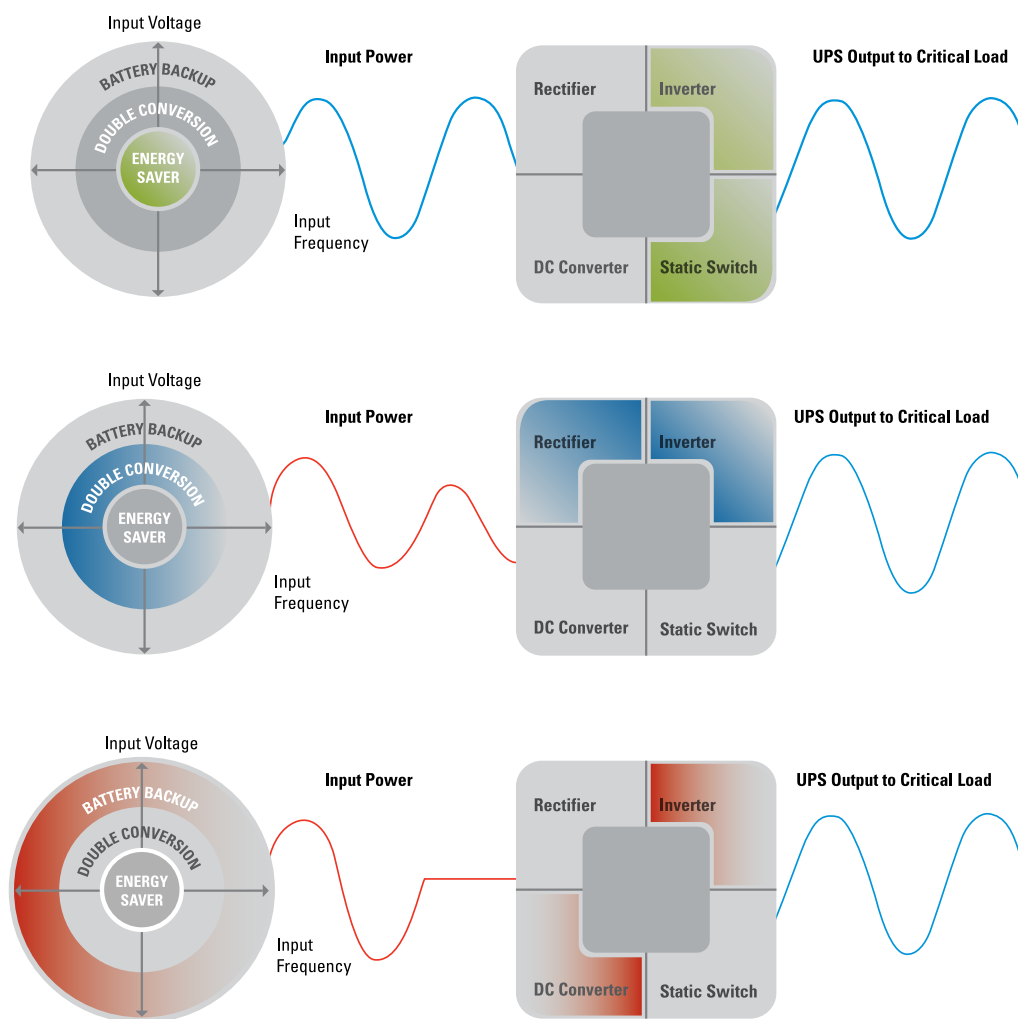 Input Voltage
BATTERY BACKUP
DOUBLE CONVERSION
ENERGY
SAVER
Input
Frequency
Input Power
Rectifier
Inverter
DC Converter
Static Switch
UPS Output to Critical Load
Input Voltage
BATTERY BACKUP
DOUBLE CONVERSION
ENERGY
SAVER
Input
Frequency
Input Power
Rectifier
Inverter
DC Converter
Static Switch
UPS Output to Critical Load
Input Voltage
BATTERY BACKUP
DOUBLE CONVERSION
ENERGY
SAVER
Input
Frequency
Input Power
Rectifier
Inverter
DC Converter
Static Switch
UPS Output to Critical Load